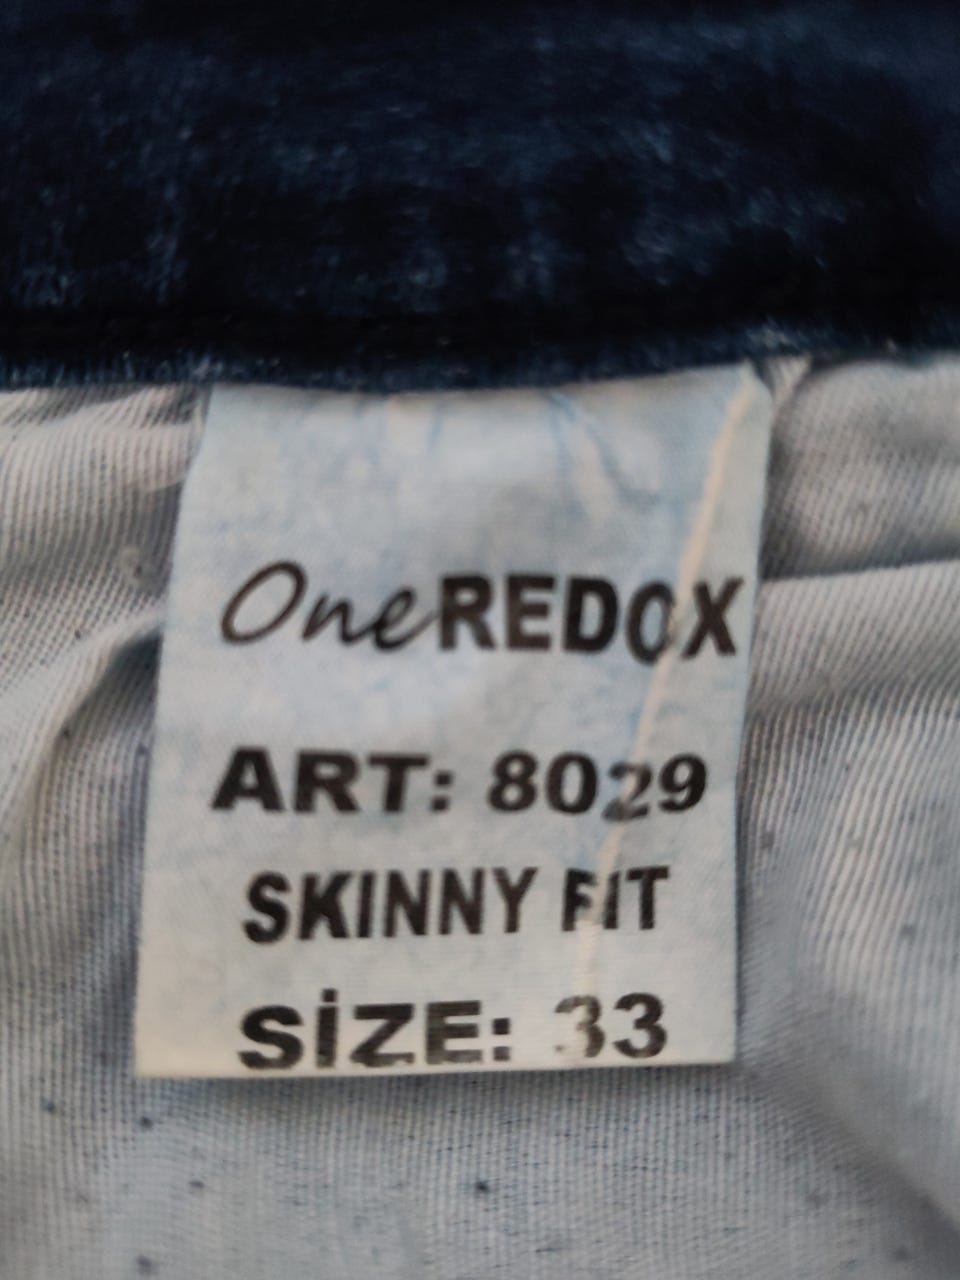 OneREDOX
ART: 8029
SKINNY FIT
SİZE: 33